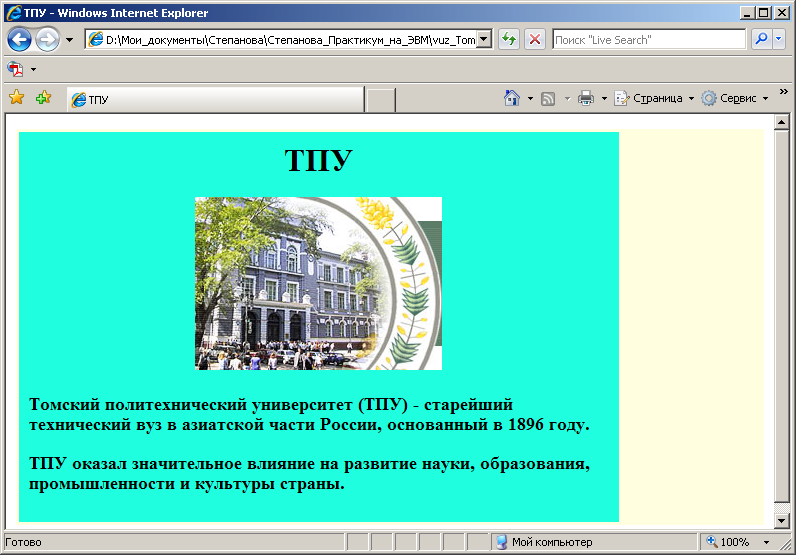 ТПУ - Windows Internet Explorer
D:\Мои_документы\Степанова\Степанова_Практикум_на_ЭВМ\vuz_Tom
Поиск "Live Search"
ТПУ
Страница
Сервис
ТПУ
Томский политехнический университет (ТПУ) - старейший
технический вуз в азиатской части России, основанный в 1896 году.
ТПУ оказал значительное влияние на развитие науки, образования,
промышленности и культуры страны.
Готово
Мой компьютер
100%